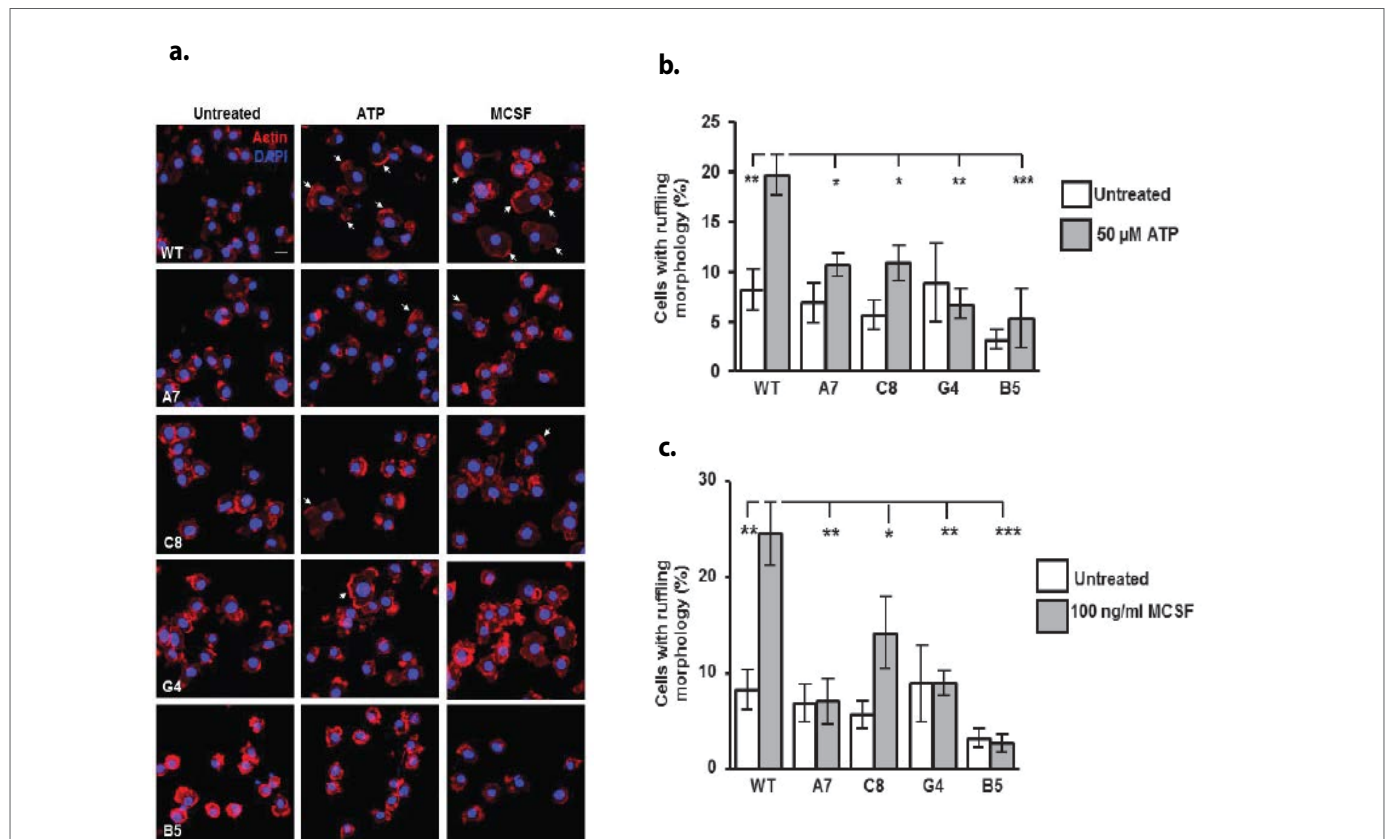 a.
Untreated ATP MCSF
Actin
DAPI
WT
A7
C8
G4
B5
b.
25
20
15
10
5
0
Cells with ruffling
morphology (%)
** * * ** ***
Untreated
50 µM ATP
WT A7 C8 G4 B5
c.
30
20
10
0
Cells with ruffling
morphology (%)
** ** * ** ***
Untreated
100 ng/ml MCSF
WT A7 C8 G4 B5